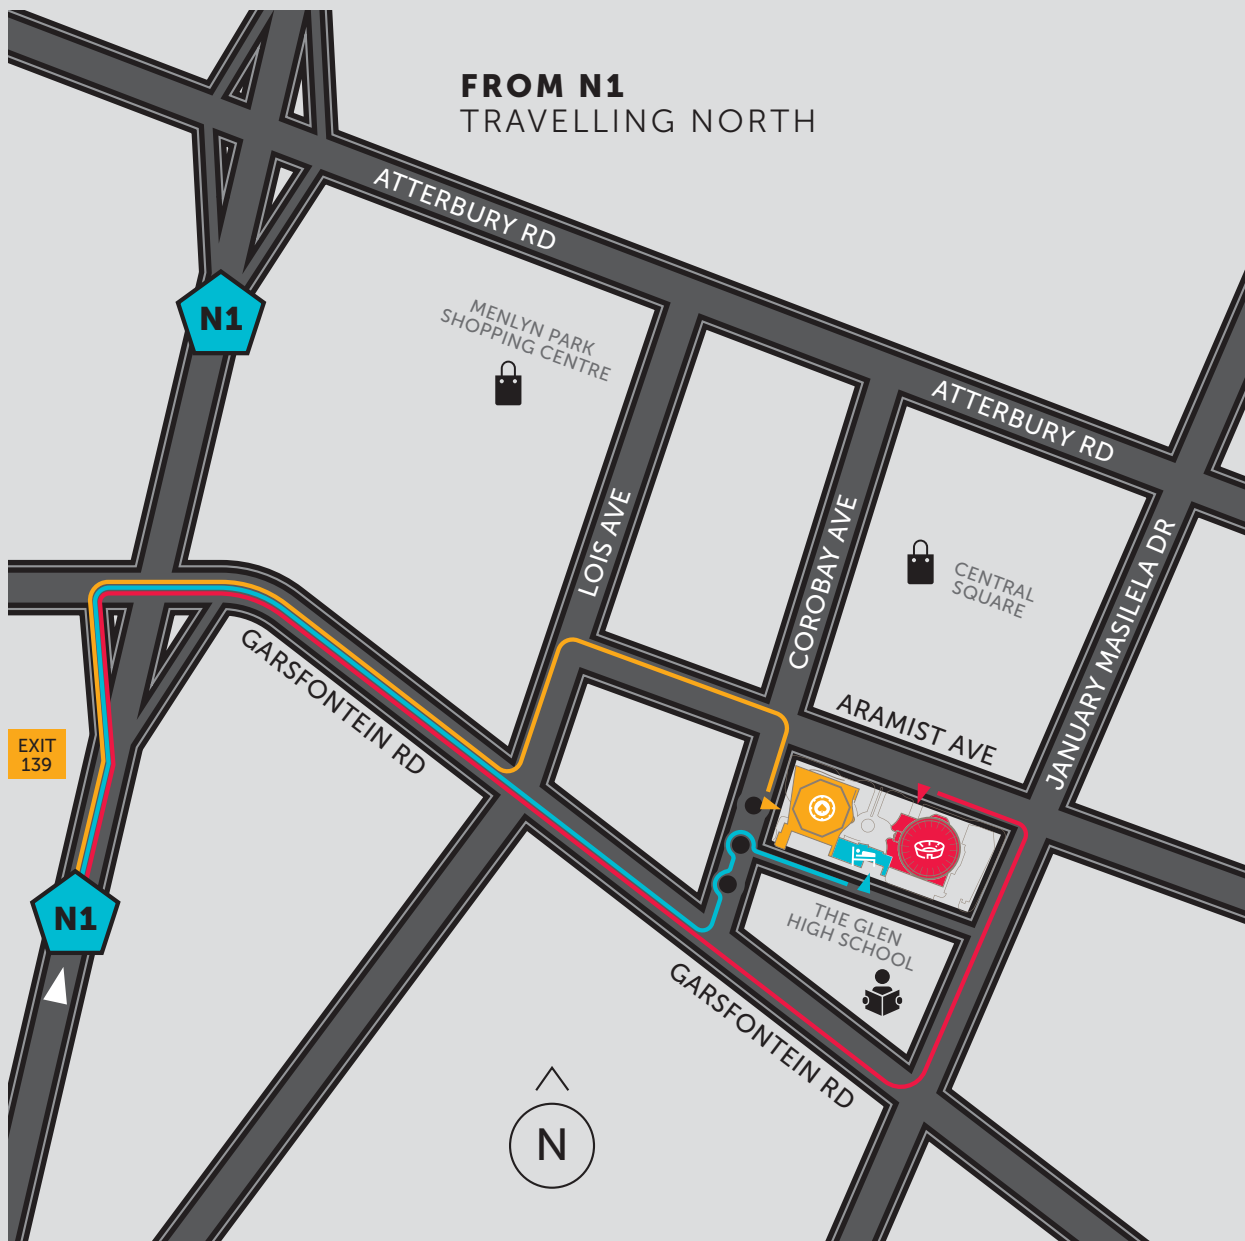 FROM N1
TRAVELLING NORTH
ATTERBURY RD
N1
MENLYN PARK
SHOPPING CENTRE
ATTERBURY RD
LOIS AVE
COROBAY AVE
CENTRAL
SQUARE
JANUARY MASILELA DR
GARSFONTEIN RD
ARAMIST AVE
EXIT
139
N1
THE GLEN
HIGH SCHOOL
GARSFONTEIN RD
N